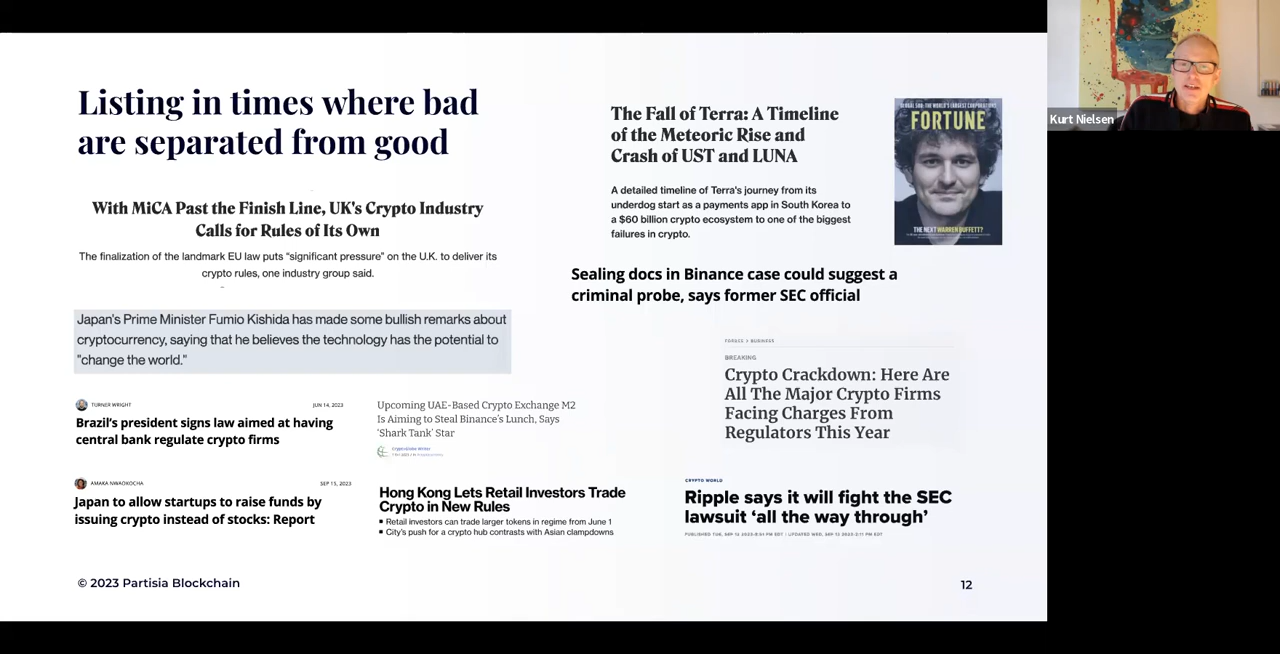 Listing in times where bad
are separated from good
With MiCA Past the Finish Line, UK's Crypto Industry
Calls for Rules of Its Own
The finalization of the landmark EU law puts “significant pressure” on the U.K. to deliver its
crypto rules, one industry group said.
Japan's Prime Minister Fumio Kishida has made some bullish remarks about
cryptocurrency, saying that he believes the technology has the potential to
"change the world."
TURNER WRIGHT JUN 14, 2023
Brazil’s president signs law aimed at having
central bank regulate crypto firms
AMAKA NWAOKOCHA SEP 15, 2023
Japan to allow startups to raise funds by
issuing crypto instead of stocks: Report
Upcoming UAE-Based Crypto Exchange M2
Is Aiming to Steal Binance’s Lunch, Says
‘Shark Tank’ Star
Hong Kong Lets Retail Investors Trade
Crypto in New Rules
Retail investors can trade larger tokens in regime from June 1
City's push for a crypto hub contrasts with Asian clampdowns
The Fall of Terra: A Timeline
of the Meteoric Rise and
Crash of UST and LUNA
A detailed timeline of Terra's journey from its
underdog start as a payments app in South Korea to
a $60 billion crypto ecosystem to one of the biggest
failures in crypto.
FORTUNE
THE NEXT WARREN BUFFETT?
Sealing docs in Binance case could suggest a
criminal probe, says former SEC official
FORBES > BUSINESS
BREAKING
Crypto Crackdown: Here Are
All The Major Crypto Firms
Facing Charges From
Regulators This Year
CRYPTO WORLD
Ripple says it will fight the SEC
lawsuit ‘all the way through’
© 2023 Partisia Blockchain
12
Kurt Nielsen